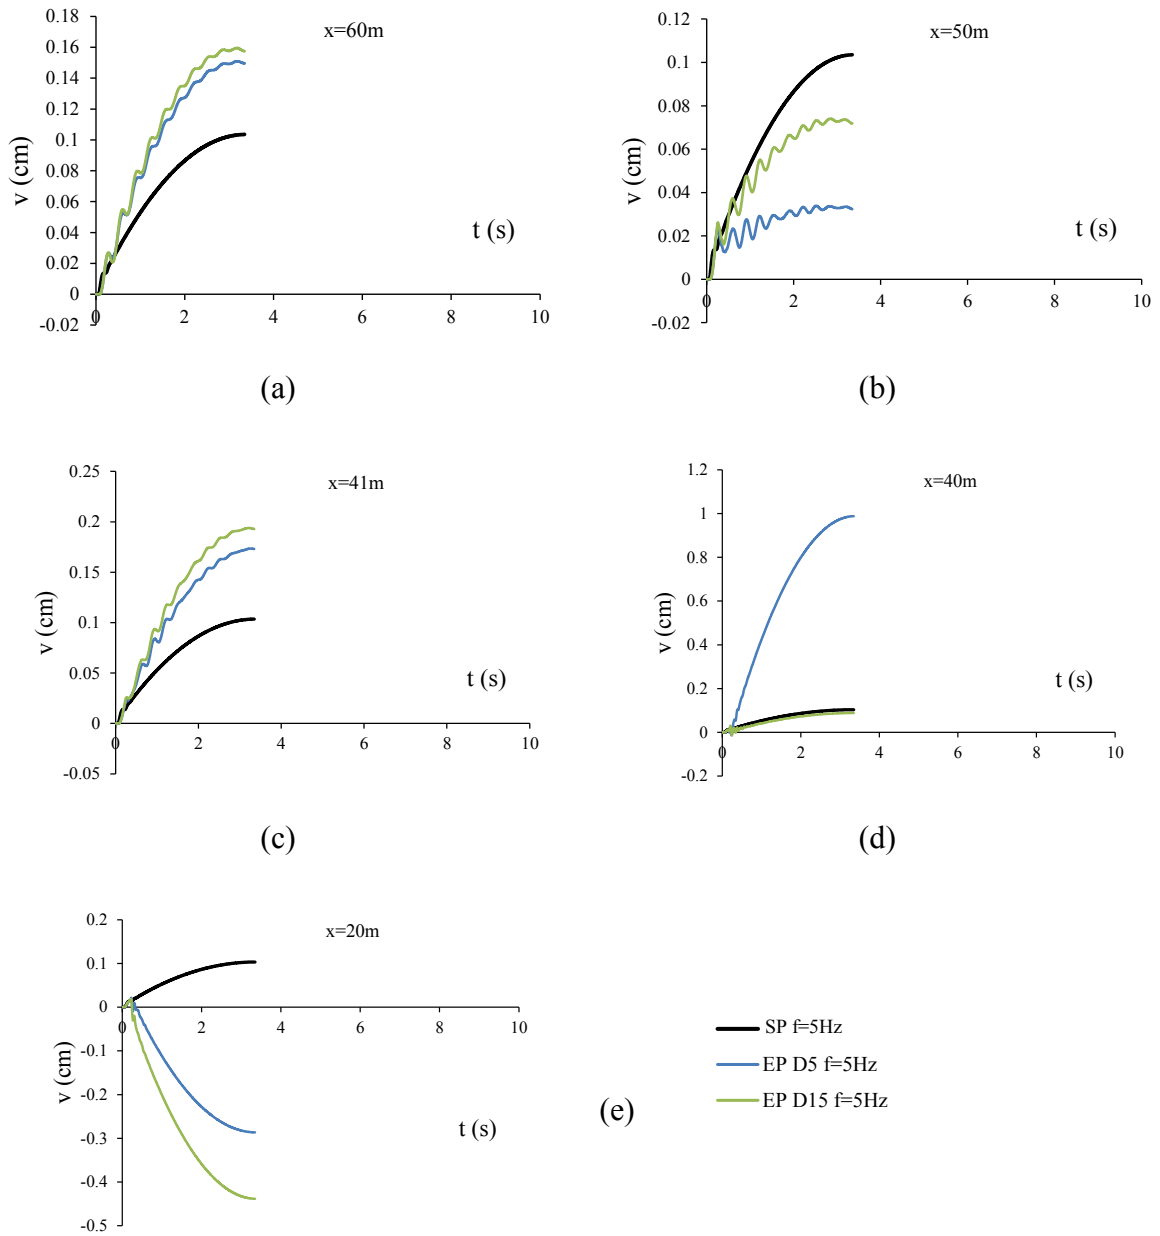 x=60m
0.18
0.16
0.14
0.12
0.1
0.08
0.06
0.04
0.02
0
-0.02
v (cm)
t (s)
0 2 4 6 8 10
(a)
x=50m
0.12
0.1
0.08
0.06
0.04
0.02
0
-0.02
v (cm)
t (s)
0 2 4 6 8 10
(b)
x=41m
0.25
0.2
0.15
0.1
0.05
0
-0.05
v (cm)
t (s)
0 2 4 6 8 10
(c)
x=40m
1.2
1
0.8
0.6
0.4
0.2
0
-0.2
v (cm)
t (s)
0 2 4 6 8 10
(d)
x=20m
0.2
0.1
0
-0.1
-0.2
-0.3
-0.4
-0.5
v (cm)
t (s)
0 2 4 6 8 10
(e)
SP f=5Hz
EP D5 f=5Hz
EP D15 f=5Hz